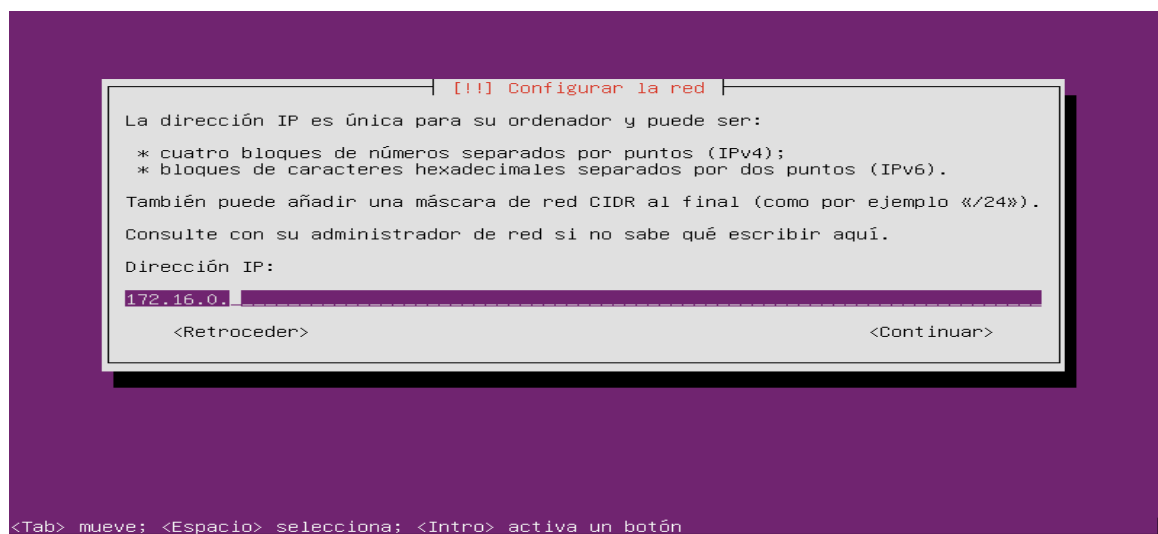 [!!] Configurar la red
La dirección IP es única para su ordenador y puede ser:
* cuatro bloques de números separados por puntos (IPv4);
* bloques de caracteres hexadecimales separados por dos puntos (IPv6).
También puede añadir una máscara de red CIDR al final (como por ejemplo «/24»).
Consulte con su administrador de red si no sabe qué escribir aquí.
Dirección IP:
172.16.0.
<Retroceder> <Continuar>
<Tab> mueve; <Espacio> selecciona; <Intro> activa un botón